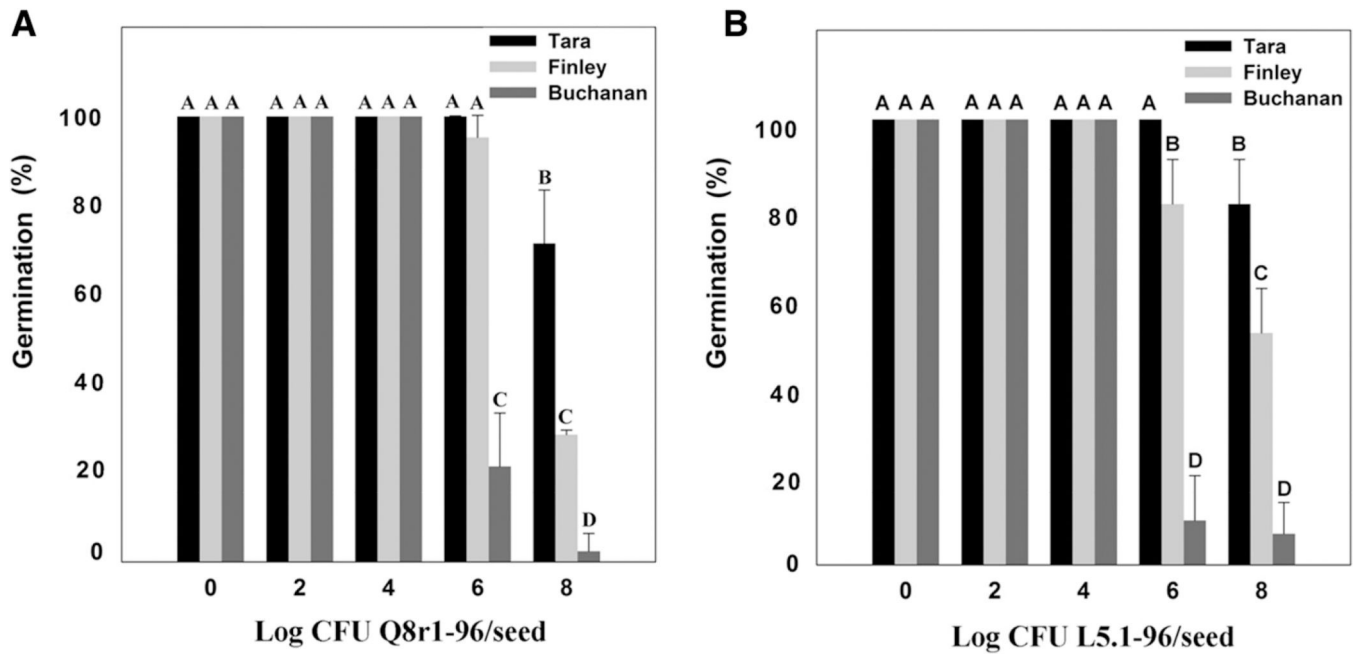 A
Tara
Finley
Buchanan
A A A A A A A A A A A
B
C
C
D
100
80
60
40
20
0
Germination (%)
0 2 4 6 8
Log CFU Q8r1-96/seed
B
Tara
Finley
Buchanan
A A A A A A A A A A
B
B
C
D
D
100
80
60
40
20
0
Germination (%)
0 2 4 6 8
Log CFU L5.1-96/seed